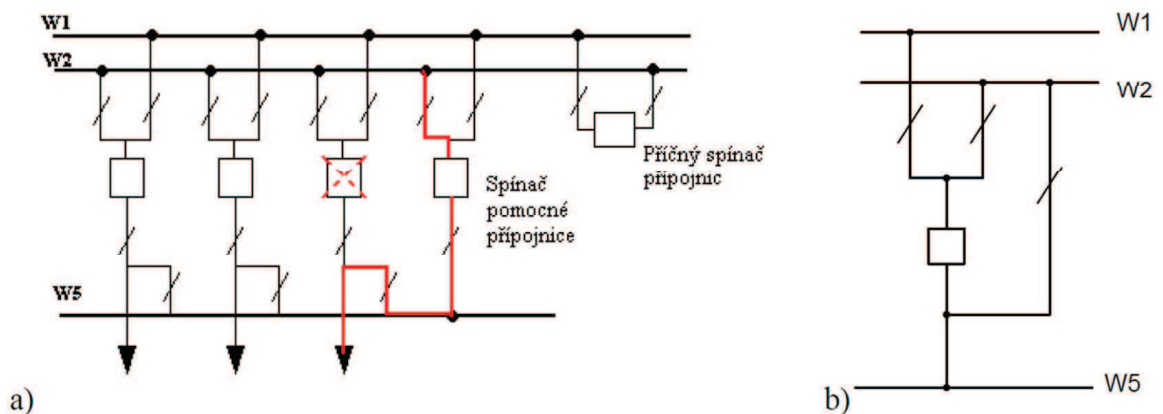 W1
W2
Příčný spínač
přípojnic
Spínač
pomocné
přípojnice
W5
a)
W1
W2
W5
b)